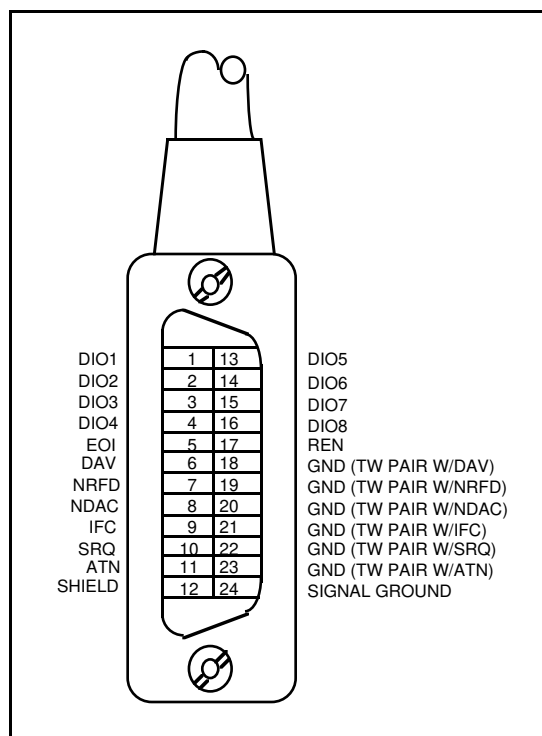 DIO1 1 13 DIO5
DIO2 2 14 DIO6
DIO3 3 15 DIO7
DIO4 4 16 DIO8
EOI 5 17 REN
DAV 6 18 GND (TW PAIR W/DAV)
NRFD 7 19 GND (TW PAIR W/NRFD)
NDAC 8 20 GND (TW PAIR W/NDAC)
IFC 9 21 GND (TW PAIR W/IFC)
SRQ 10 22 GND (TW PAIR W/SRQ)
ATN 11 23 GND (TW PAIR W/ATN)
SHIELD 12 24 SIGNAL GROUND